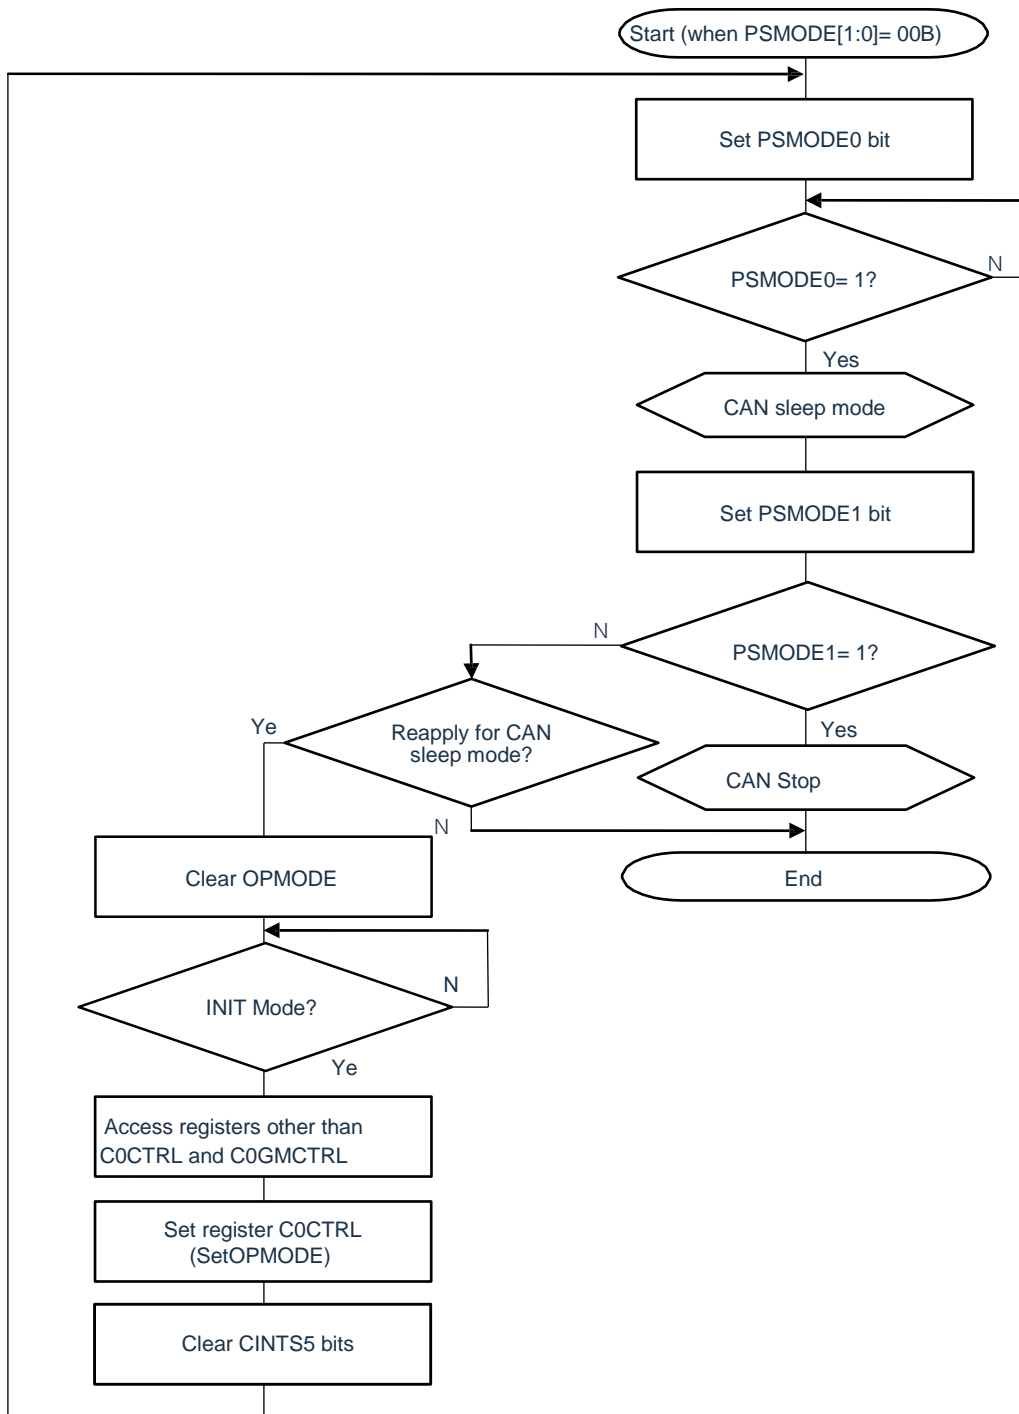 Start (when PSMODE[1:0]= 00B)
Set PSMODE0 bit
PSMODE0= 1?
N
Yes
CAN sleep mode
Set PSMODE1 bit
PSMODE1= 1?
N
Yes
Reapply for CAN
sleep mode?
Ye
N
CAN Stop
End
Clear OPMODE
INIT Mode?
N
Ye
Access registers other than
C0CTRL and C0GMCTRL
Set register C0CTRL
(SetOPMODE)
Clear CINTS5 bits